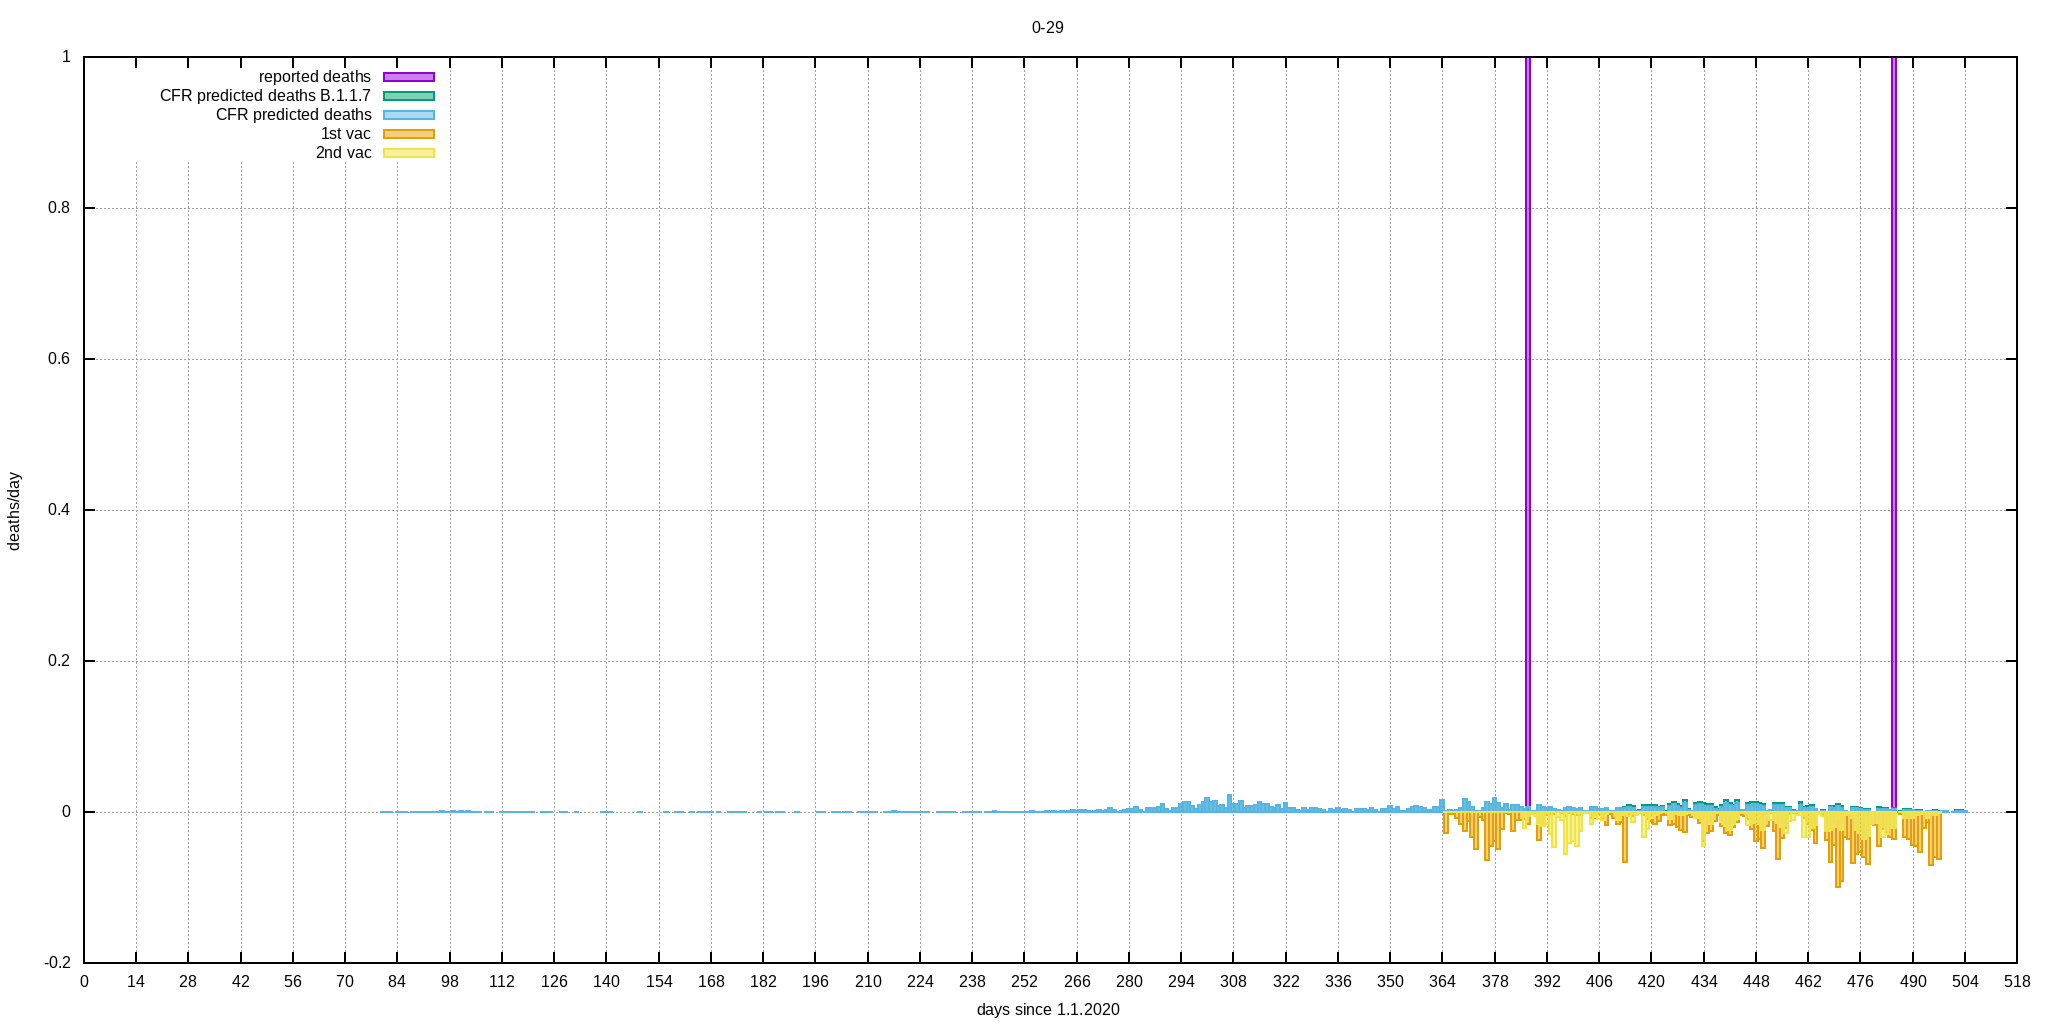 0-29
1
reported deaths
CFR predicted deaths B.1.1.7
CFR predicted deaths
1st vac
2nd vac
0.8
0.6
deaths/day
0.4
0.2
0
-0.2
0 14 28 42 56 70 84 98 112 126 140 154 168 182 196 210 224 238 252 266 280 294 308 322 336 350 364 378 392 406 420 434 448 462 476 490 504 518
days since 1.1.2020